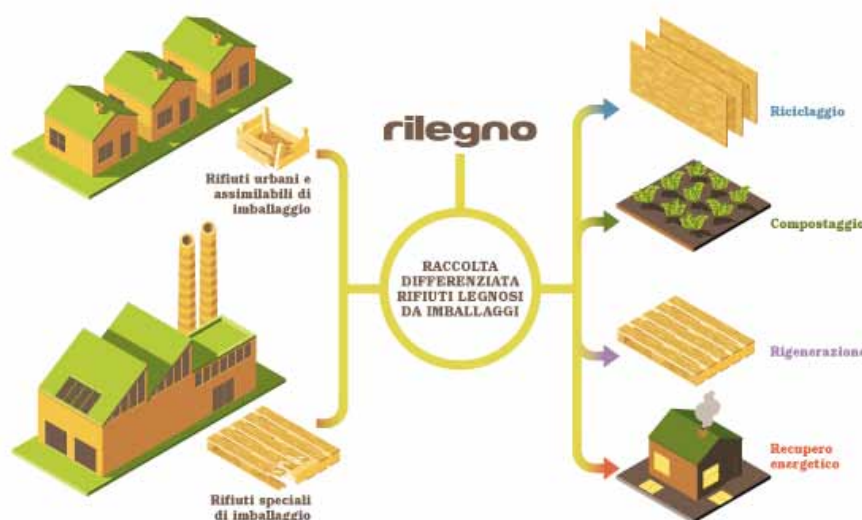 rilegno
Rifiuti urbani e
assimilabili di
imballaggio
RACCOLTA
DIFFERENZIATA
RIFIUTI LEGNOSI
DA IMBALLAGGI
Rifiuti speciali
di imballaggio
Riciclaggio
Compostaggio
Rigenerazione
Recupero
energetico